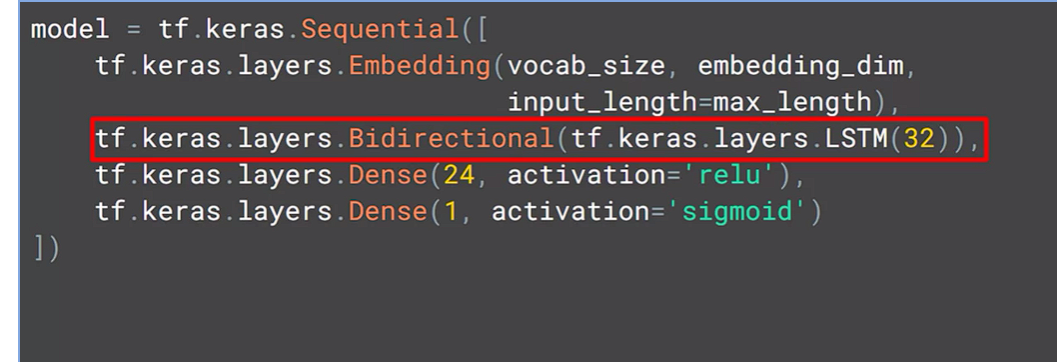 model = tf.keras.Sequential([
    tf.keras.layers.Embedding(vocab_size, embedding_dim,
                              input_length=max_length),
    tf.keras.layers.Bidirectional(tf.keras.layers.LSTM(32)),
    tf.keras.layers.Dense(24, activation='relu'),
    tf.keras.layers.Dense(1, activation='sigmoid')
])